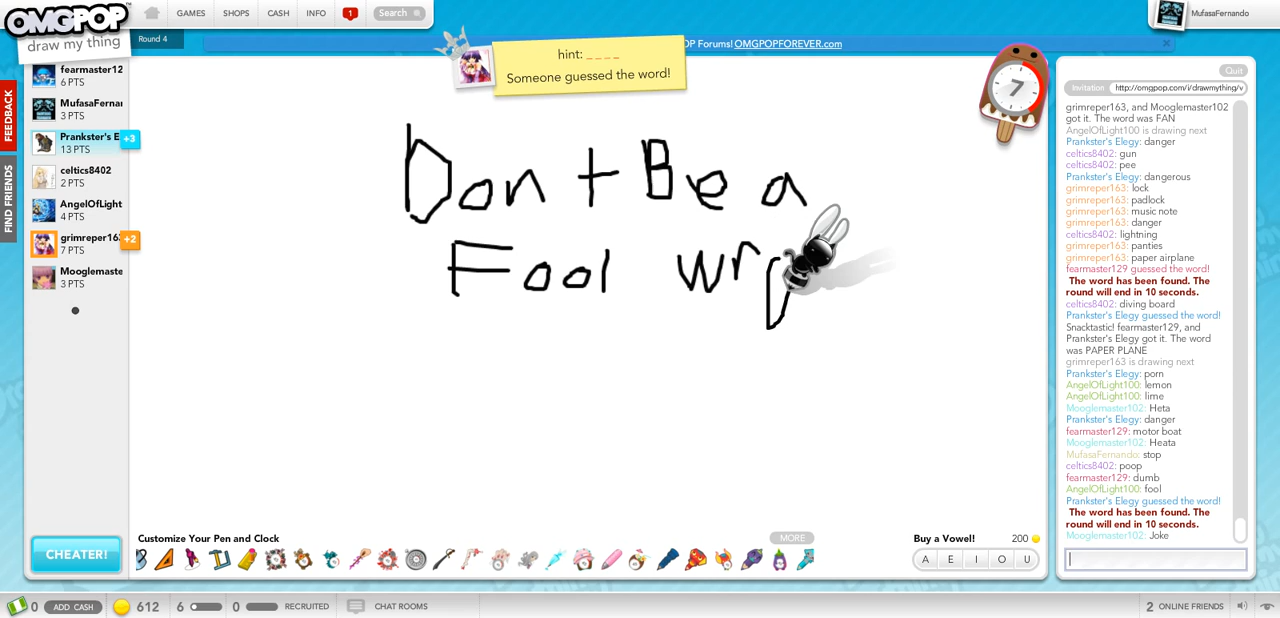 OMGPOP™
draw my thing
GAMES
SHOPS
CASH
INFO
1
Search
MufasaFernando
Round 4
OP Forums! OMGPOPFOREVER.com
hint: _ _ _ _
Someone guessed the word!
7
FEEDBACK
FIND FRIENDS
fearmaster12
6 PTS
MufasaFernan
3 PTS
Prankster's E
+3
13 PTS
celtics8402
2 PTS
AngelOfLight
4 PTS
grimreper163
+2
7 PTS
Mooglemaste
3 PTS
CHEATER!
Don t Be a
Fool wr
Quit
Invitation
http://omgpop.com/i/drawmything/v
grimreper163, and Mooglemaster102
got it. The word was FAN
AngelOfLight100 is drawing next
Prankster's Elegy: danger
celtics8402: gun
celtics8402: pee
Prankster's Elegy: dangerous
grimreper163: lock
grimreper163: padlock
grimreper163: music note
grimreper163: danger
celtics8402: lightning
grimreper163: panties
grimreper163: paper airplane
fearmaster129 guessed the word!
The word has been found. The
round will end in 10 seconds.
celtics8402: diving board
Prankster's Elegy guessed the word!
Snacktastic! fearmaster129, and
Prankster's Elegy got it. The word
was PAPER PLANE
grimreper163 is drawing next
Prankster's Elegy: porn
AngelOfLight100: lemon
AngelOfLight100: lime
Mooglemaster102: Heta
Prankster's Elegy: danger
fearmaster129: motor boat
Mooglemaster102: Heata
MufasaFernando: stop
celtics8402: poop
fearmaster129: dumb
AngelOfLight100: fool
Prankster's Elegy guessed the word!
The word has been found. The
round will end in 10 seconds.
Mooglemaster102: Joke
Customize Your Pen and Clock
MORE
Buy a Vowel!
200
A E I O U
0
ADD CASH
612
6
0
RECRUITED
CHAT ROOMS
2 ONLINE FRIENDS